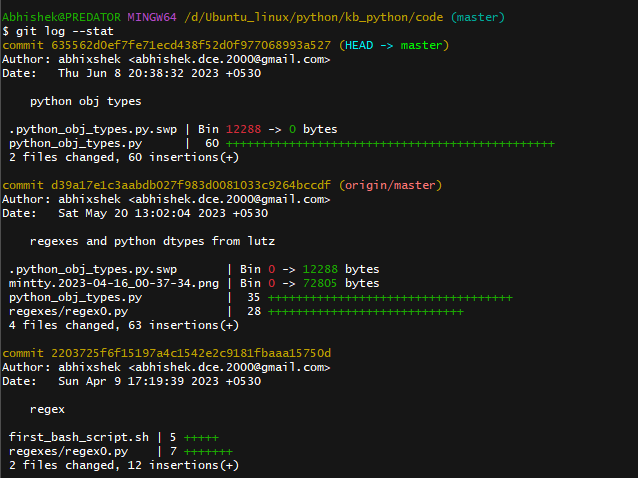 Abhishek@PREDATOR MINGW64 /d/Ubuntu_linux/python/kb_python/code (master)
$ git log --stat
commit 635562d0ef7fe71ecd438f52d0f977068993a527 (HEAD -> master)
Author: abhixshek <abhishek.dce.2000@gmail.com>
Date:   Thu Jun 8 20:38:32 2023 +0530

    python obj types

 .python_obj_types.py.swp | Bin 12288 -> 0 bytes
 python_obj_types.py      |  60 +++++++++++++++++++++++++++++++++++++++++++++++
 2 files changed, 60 insertions(+)

commit d39a17e1c3aabdb027f983d0081033c9264bccdf (origin/master)
Author: abhixshek <abhishek.dce.2000@gmail.com>
Date:   Sat May 20 13:02:04 2023 +0530

    regexes and python dtypes from lutz

 .python_obj_types.py.swp       | Bin 0 -> 12288 bytes
 mintty.2023-04-16_00-37-34.png | Bin 0 -> 72805 bytes
 python_obj_types.py            |  35 +++++++++++++++++++++++++++++++++++
 regexes/regex0.py              |  28 ++++++++++++++++++++++++++++
 4 files changed, 63 insertions(+)

commit 2203725f6f15197a4c1542e2c9181fbaaa15750d
Author: abhixshek <abhishek.dce.2000@gmail.com>
Date:   Sun Apr 9 17:19:39 2023 +0530

    regex

 first_bash_script.sh | 5 +++++
 regexes/regex0.py    | 7 +++++++
 2 files changed, 12 insertions(+)